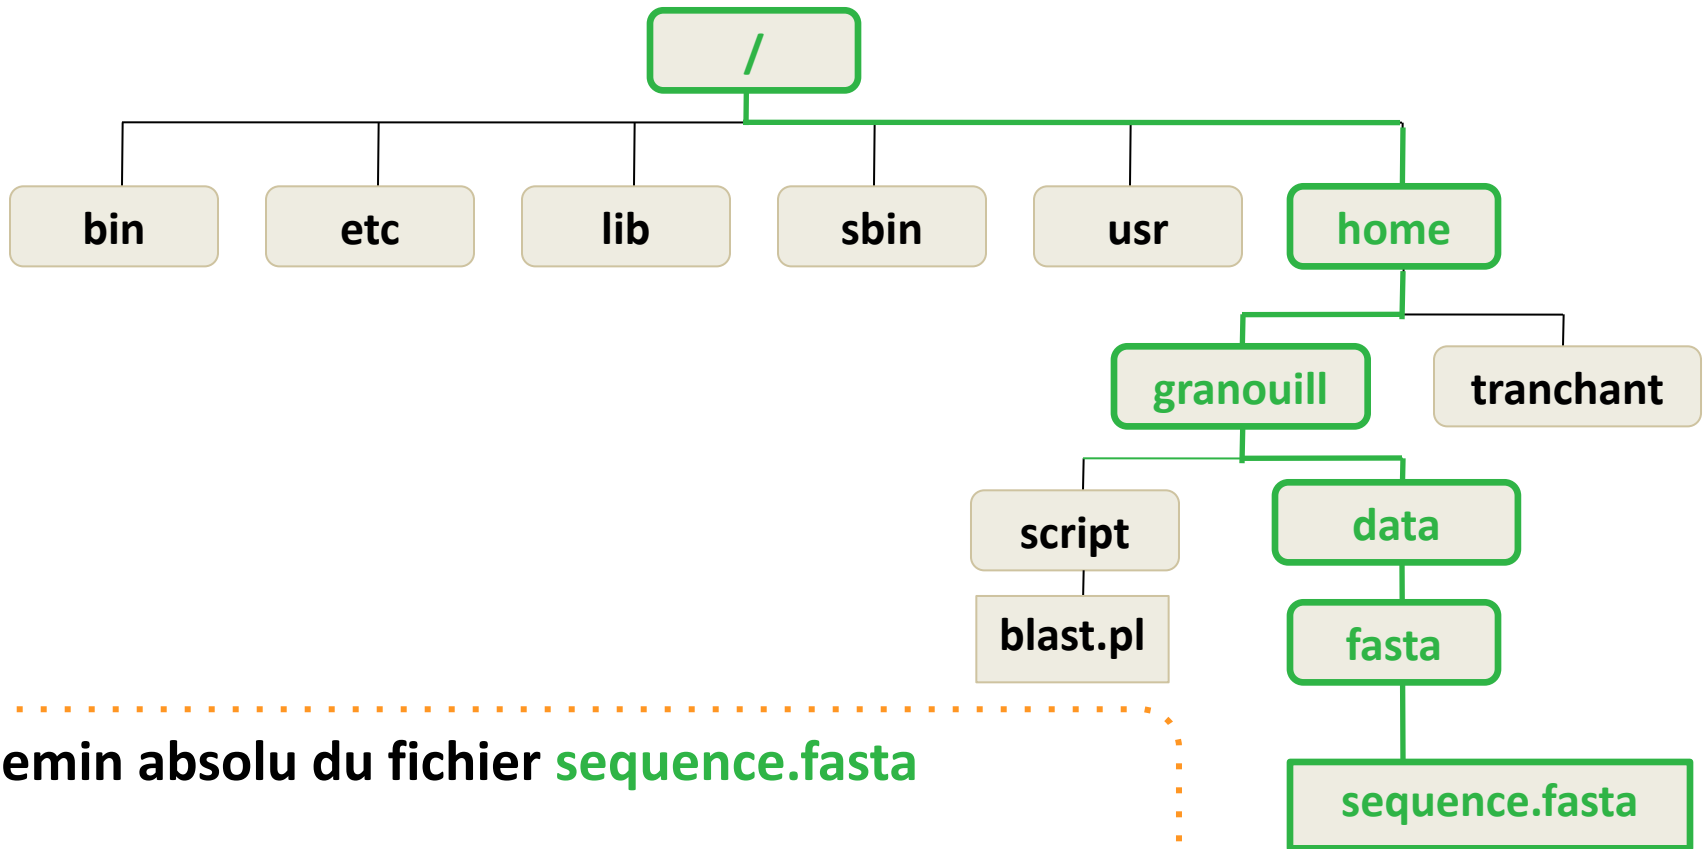 /
bin
etc
lib
sbin
usr
home
granouill
tranchant
script
data
blast.pl
fasta
emin absolu du fichier sequence.fasta
sequence.fasta